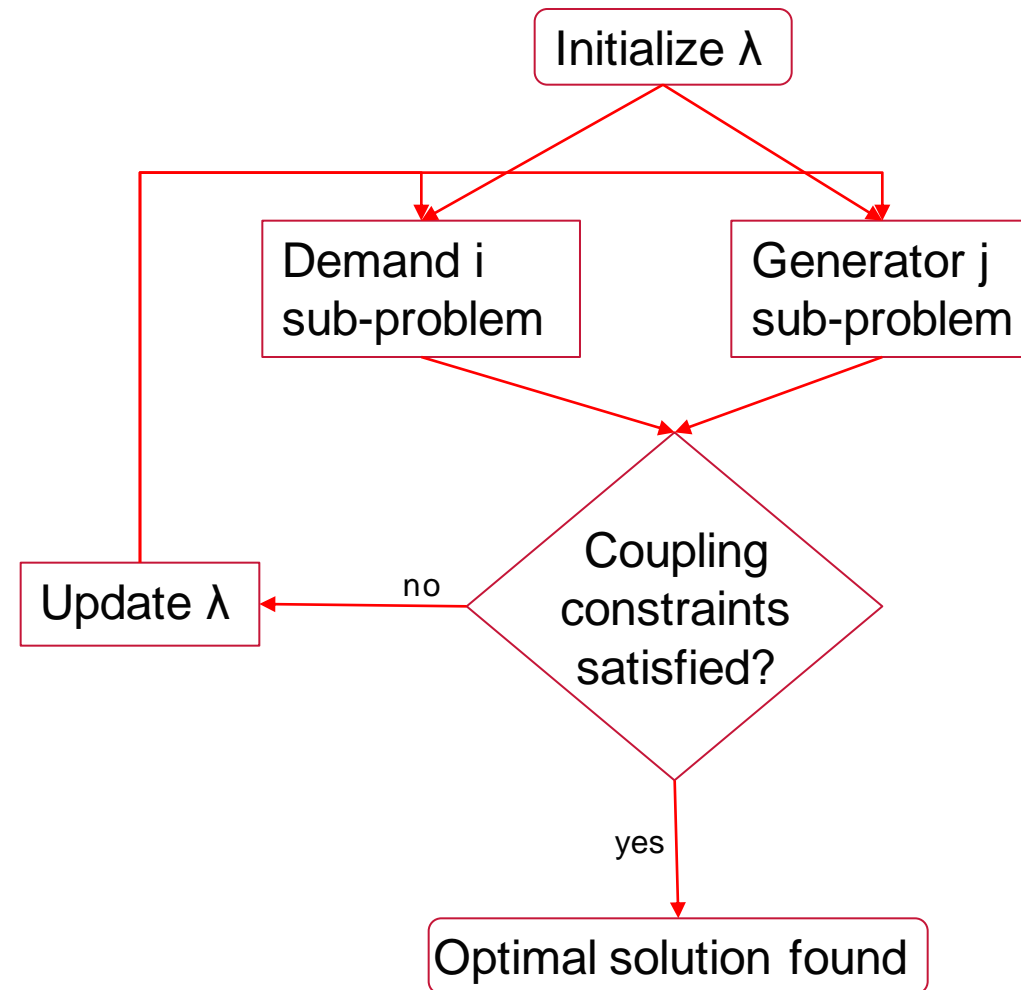 Initialize λ
Demand i
sub-problem
Generator j
sub-problem
Coupling
constraints
satisfied?
no
Update λ
yes
Optimal solution found